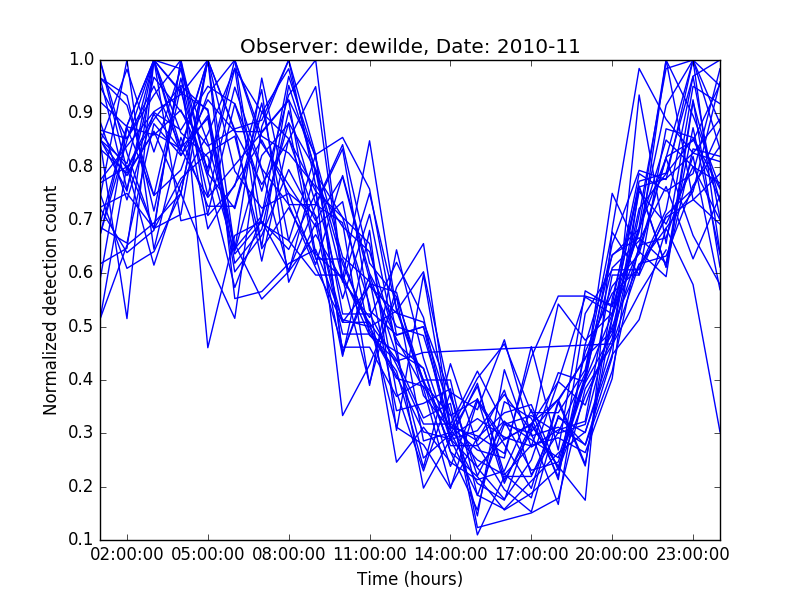 Observer: dewilde, Date: 2010-11
Normalized detection count
1.0
0.9
0.8
0.7
0.6
0.5
0.4
0.3
0.2
0.1
02:00:00 05:00:00 08:00:00 11:00:00 14:00:00 17:00:00 20:00:00 23:00:00
Time (hours)